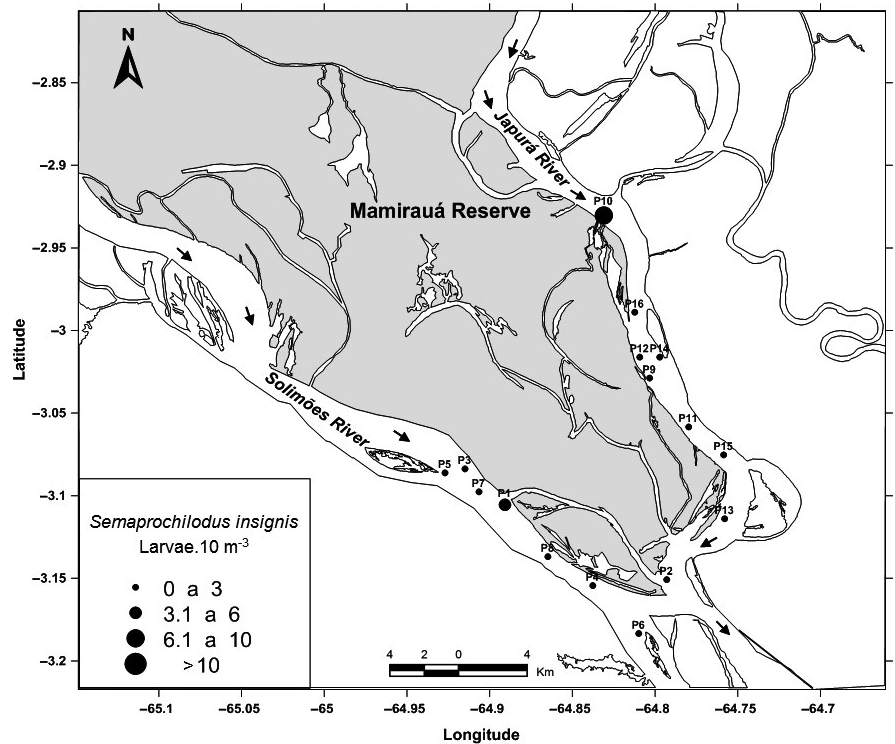 N
−2.85
−2.9
−2.95
−3
−3.05
−3.1
−3.15
−3.2
Latitude
Japurá River
P10
Mamirauá Reserve
P16
P12
P14
P9
P11
P15
Solimões River
P5
P3
P7
P1
P13
P8
P4
P2
P6
Semaprochilodus insignis
Larvae.10 m-3
0 a 3
3.1 a 6
6.1 a 10
>10
4 2 0 4
Km
−65.1 −65.05 −65 −64.95 −64.9 −64.85 −64.8 −64.75 −64.7
Longitude